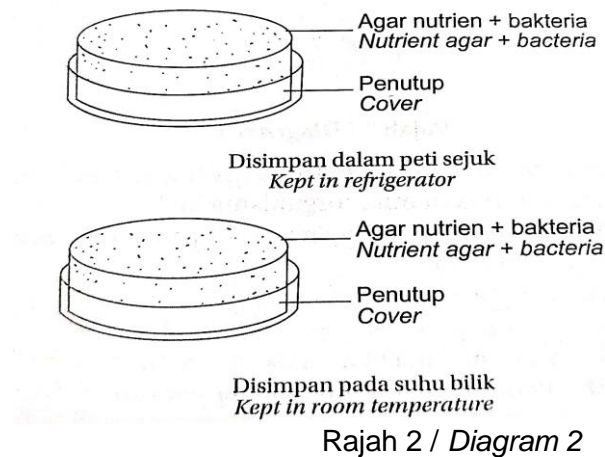 Agar nutrien + bakteria
Nutrient agar + bacteria
Penutup
Cover
Disimpan dalam peti sejuk
Kept in refrigerator
Agar nutrien + bakteria
Nutrient agar + bacteria
Penutup
Cover
Disimpan pada suhu bilik
Kept in room temperature
Rajah 2 / Diagram 2